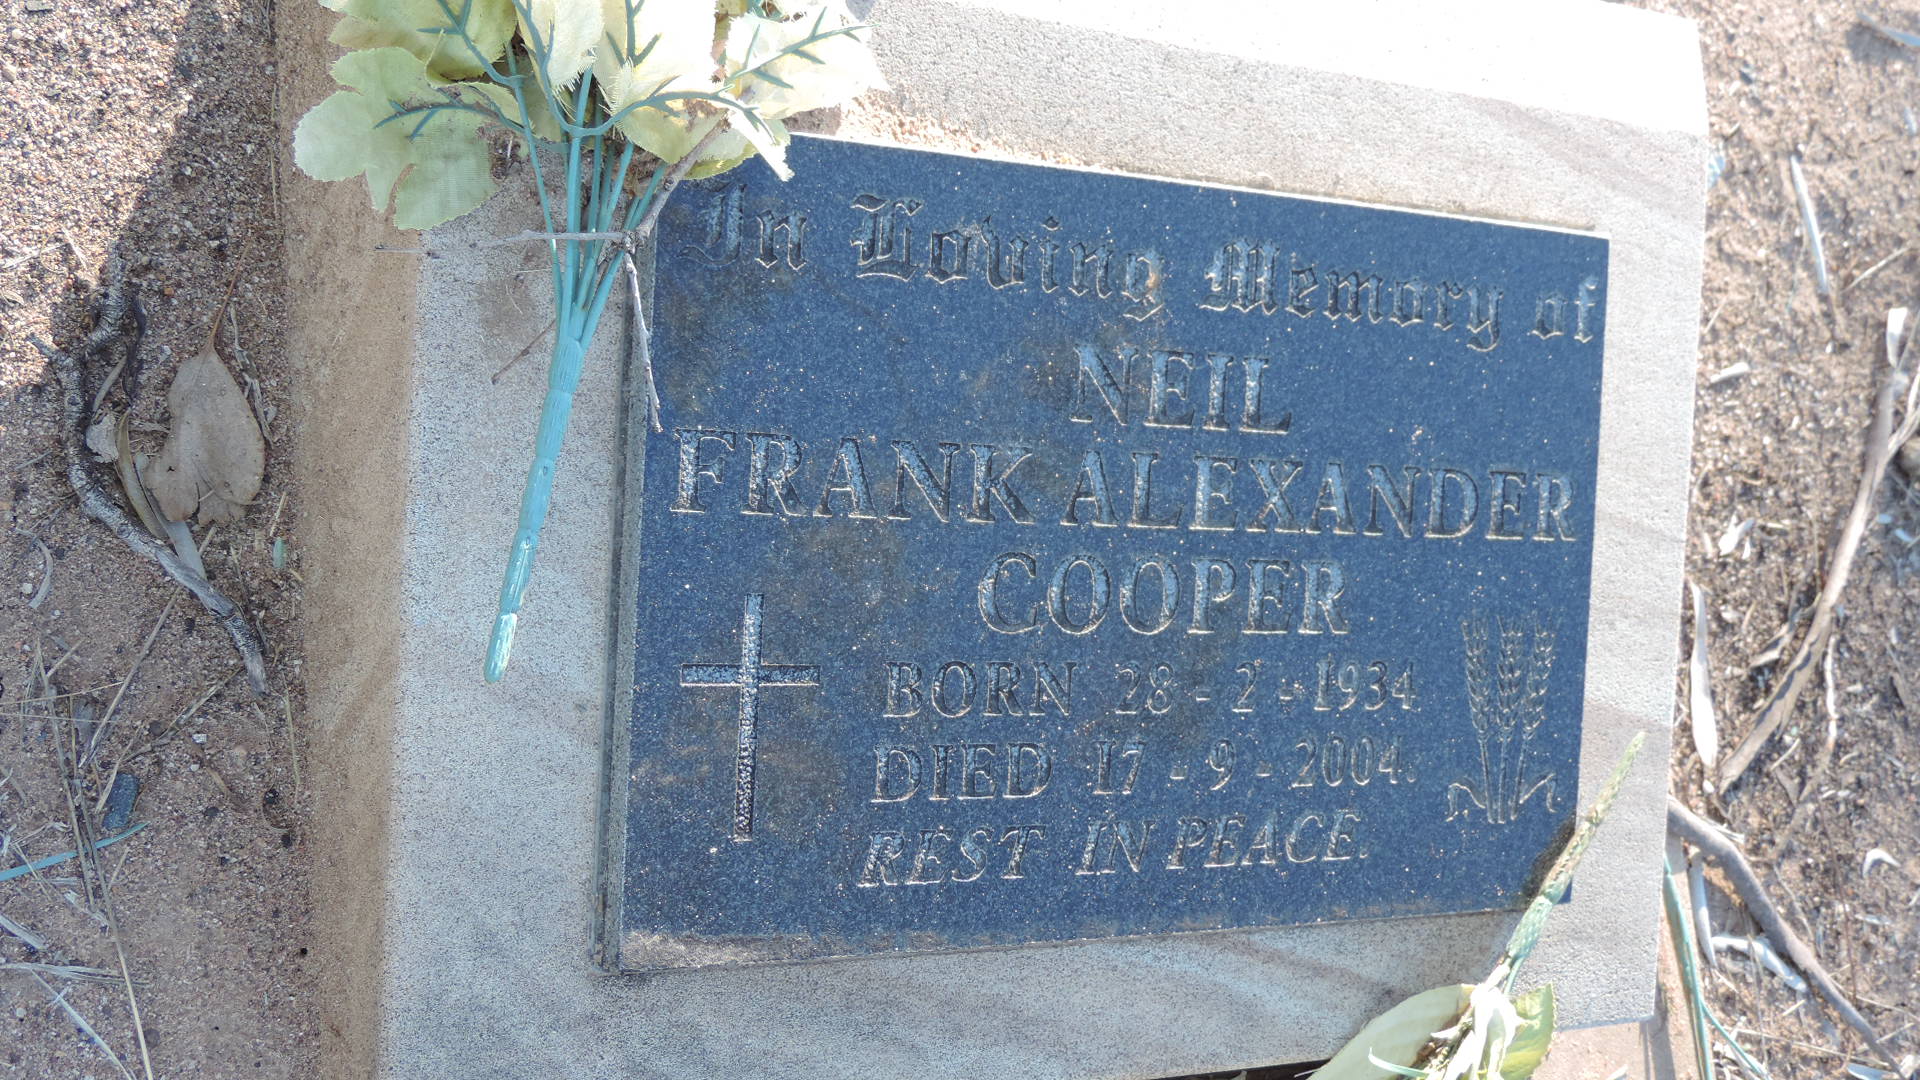 In Loving Memory of
NEIL
FRANK ALEXANDER
COOPER
BORN 28-2-1934
DIED 17-9-2004.
REST IN PEACE.